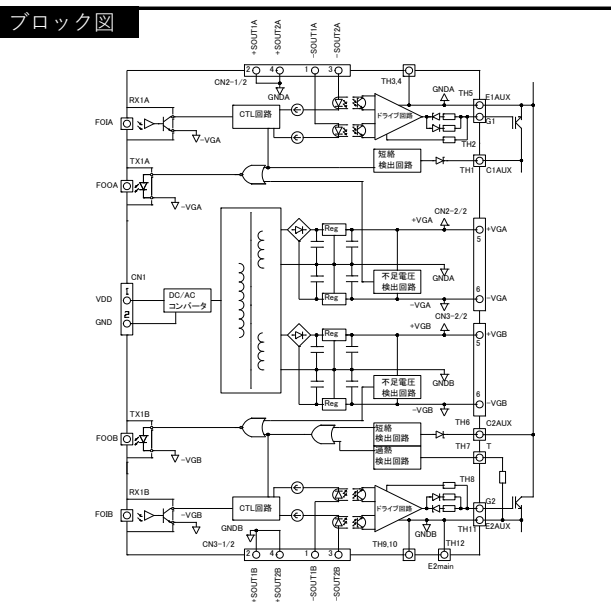 ブロック図
+SOUT1A
+SOUT2A
-SOUT1A
-SOUT2A
2 4 1 3
CN2-1/2
GNDA
TH3,4
GNDA
TH5
E1AUX
RX1A
FOIA
-VGA
CTL回路
ドライブ回路
G1
TH2
短絡
検出回路
TH1
C1AUX
TX1A
FOOA
-VGA
CN2-2/2
+VGA
Reg
+VGA
5
GNDA
不足電圧
検出回路
6
Reg
-VGA
-VGA
CN1
1
VDD
2
GND
DC/AC
コンバータ
CN3-2/2
+VGB
Reg
+VGB
5
不足電圧
検出回路
GNDB
6
Reg
-VGB
-VGB
TX1B
FOOB
-VGB
短絡
検出回路
TH6
C2AUX
過熱
検出回路
TH7
T
RX1B
FOIB
-VGB
CTL回路
ドライブ回路
TH8
G2
GNDB
GNDB
TH11
E2AUX
CN3-1/2
2 4 1 3
TH9,10
TH12
E2main
+SOUT1B
+SOUT2B
-SOUT1B
-SOUT2B